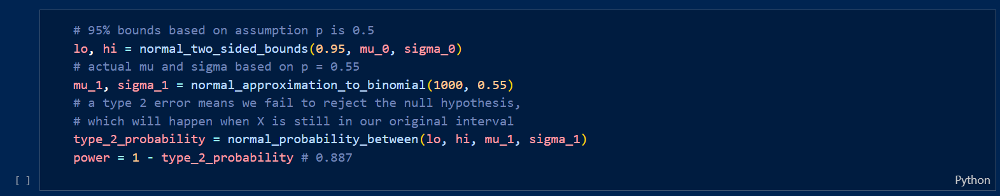 # 95% bounds based on assumption p is 0.5
lo, hi = normal_two_sided_bounds(0.95, mu_0, sigma_0)
# actual mu and sigma based on p = 0.55
mu_1, sigma_1 = normal_approximation_to_binomial(1000, 0.55)
# a type 2 error means we fail to reject the null hypothesis,
# which will happen when X is still in our original interval
type_2_probability = normal_probability_between(lo, hi, mu_1, sigma_1)
power = 1 - type_2_probability # 0.887
[ ]
Python